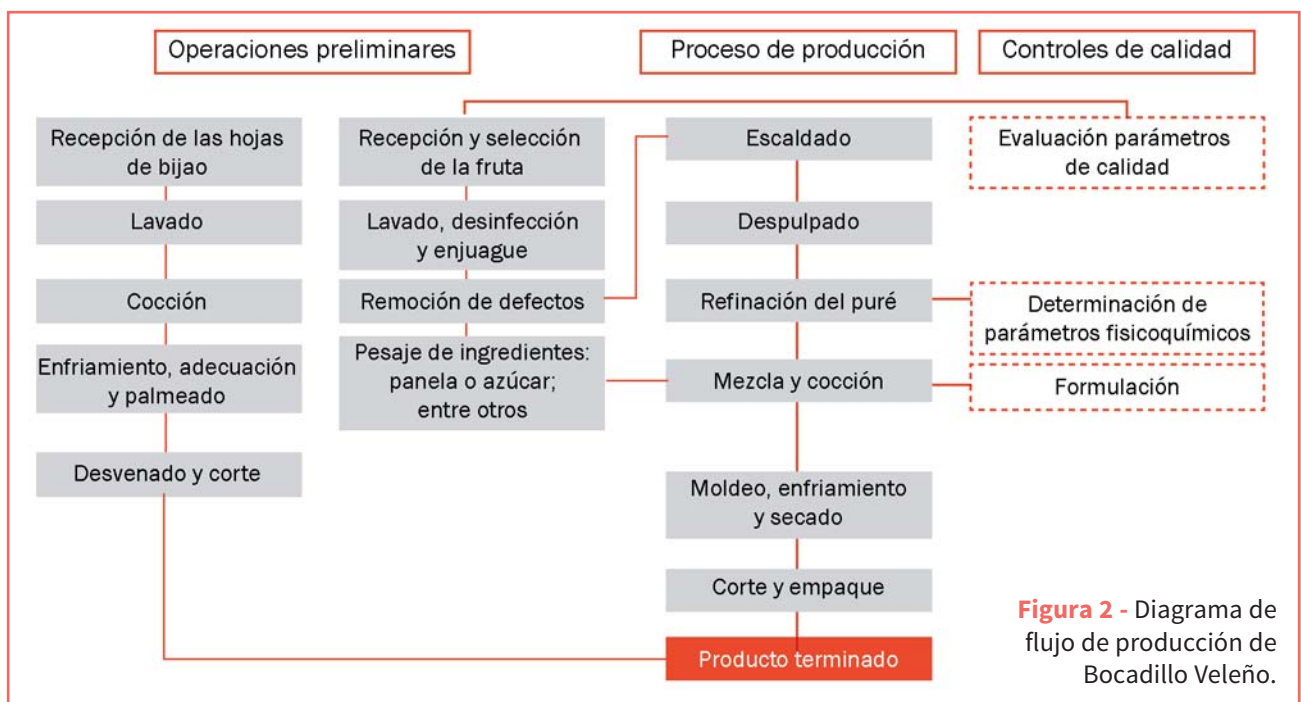 Operaciones preliminares
Proceso de producción
Controles de calidad
Recepción de las hojas
de bijao
Lavado
Cocción
Enfriamiento, adecuación
y palmeado
Desvenado y corte
Recepción y selección
de la fruta
Lavado, desinfección
y enjuague
Remoción de defectos
Pesaje de ingredientes:
panela o azúcar;
entre otros
Escaldado
Despulpado
Refinación del puré
Mezcla y cocción
Moldeo, enfriamiento
y secado
Corte y empaque
Producto terminado
Evaluación parámetros
de calidad
Determinación de
parámetros fisicoquímicos
Formulación
Figura 2 - Diagrama de
flujo de producción de
Bocadillo Veleño.